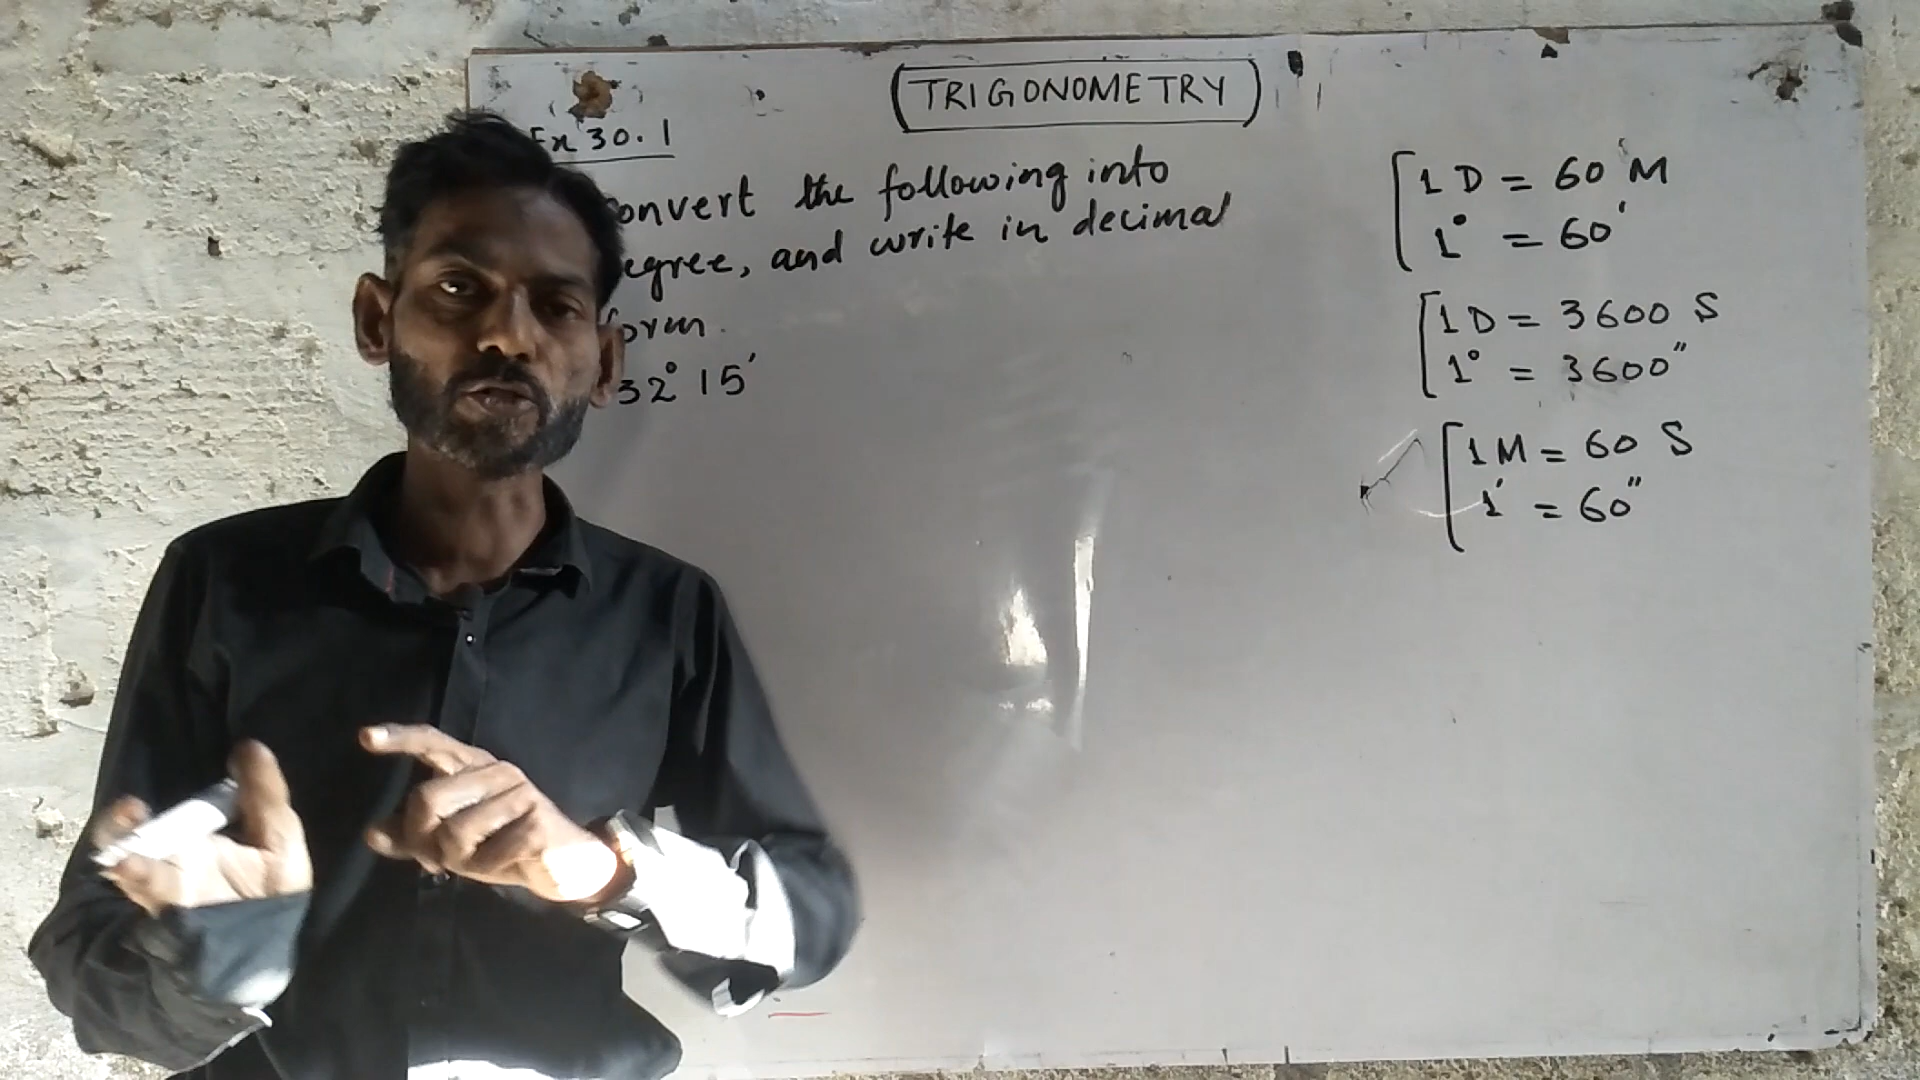 TRIGONOMETRY
Ex 30.1
onvert the following into
egree, and write in decimal
form.
32° 15'
1 D = 60 M
1° = 60'
1 D = 3600 S
1° = 3600"
1 M = 60 S
1' = 60"